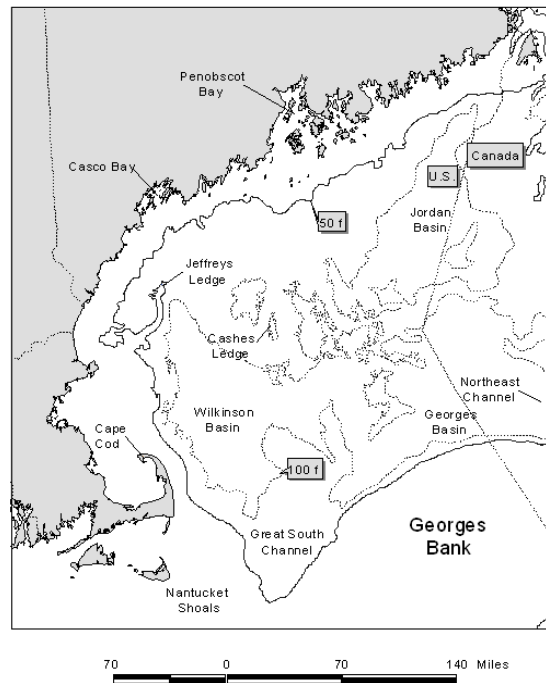 Penobscot
Bay
Casco Bay
Canada
U.S.
Jordan
Basin
50 f
Jeffreys
Ledge
Cashes
Ledge
Northeast
Channel
Wilkinson
Basin
Georges
Basin
Cape
Cod
100 f
Great South
Channel
Georges
Bank
Nantucket
Shoals
70 0 70 140 Miles